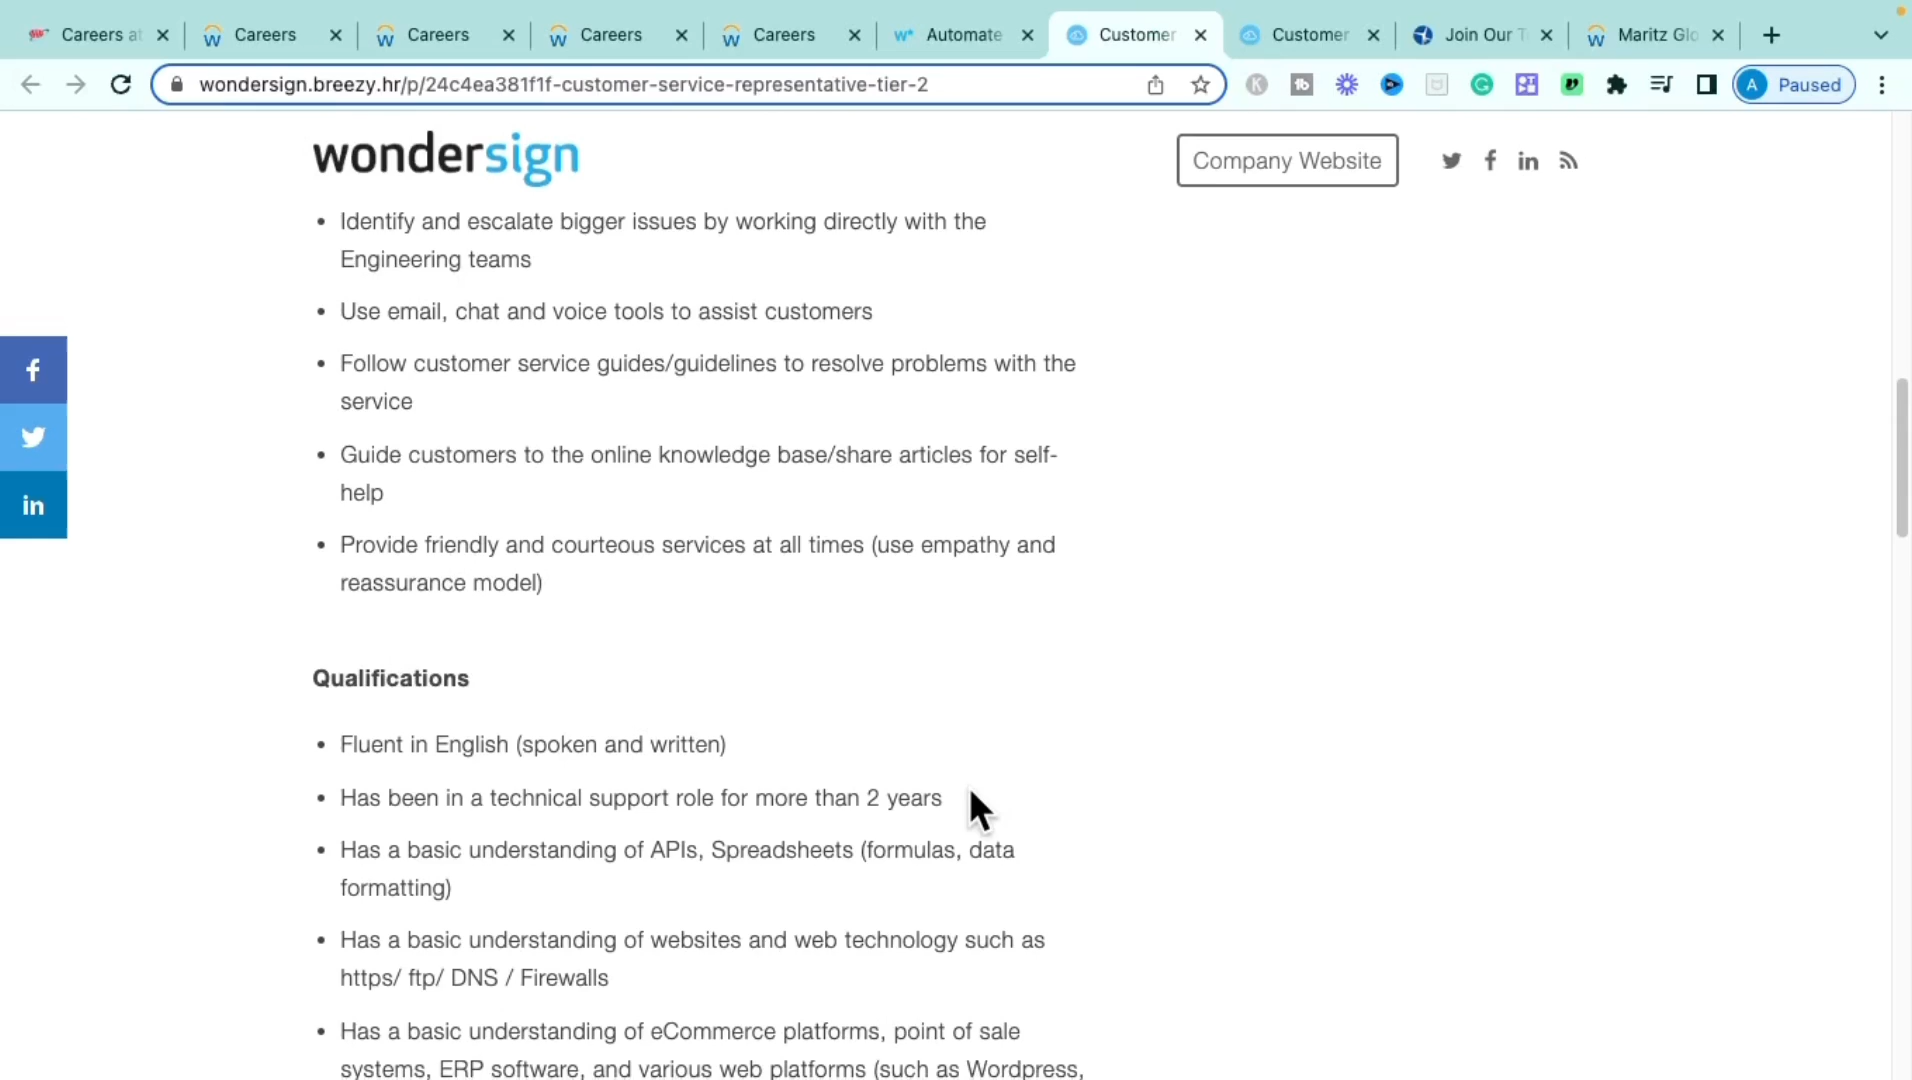 Careers at
Careers
Careers
Careers
Careers
Automate
Customer
Customer
Join Our T
Maritz Glo
wondersign.breezy.hr/p/24c4ea381f1f-customer-service-representative-tier-2
A Paused
wondersign
Company Website
• Identify and escalate bigger issues by working directly with the
Engineering teams
• Use email, chat and voice tools to assist customers
• Follow customer service guides/guidelines to resolve problems with the
service
• Guide customers to the online knowledge base/share articles for self-
help
• Provide friendly and courteous services at all times (use empathy and
reassurance model)
Qualifications
• Fluent in English (spoken and written)
• Has been in a technical support role for more than 2 years
• Has a basic understanding of APIs, Spreadsheets (formulas, data
formatting)
• Has a basic understanding of websites and web technology such as
https/ ftp/ DNS / Firewalls
• Has a basic understanding of eCommerce platforms, point of sale
systems, ERP software, and various web platforms (such as Wordpress,